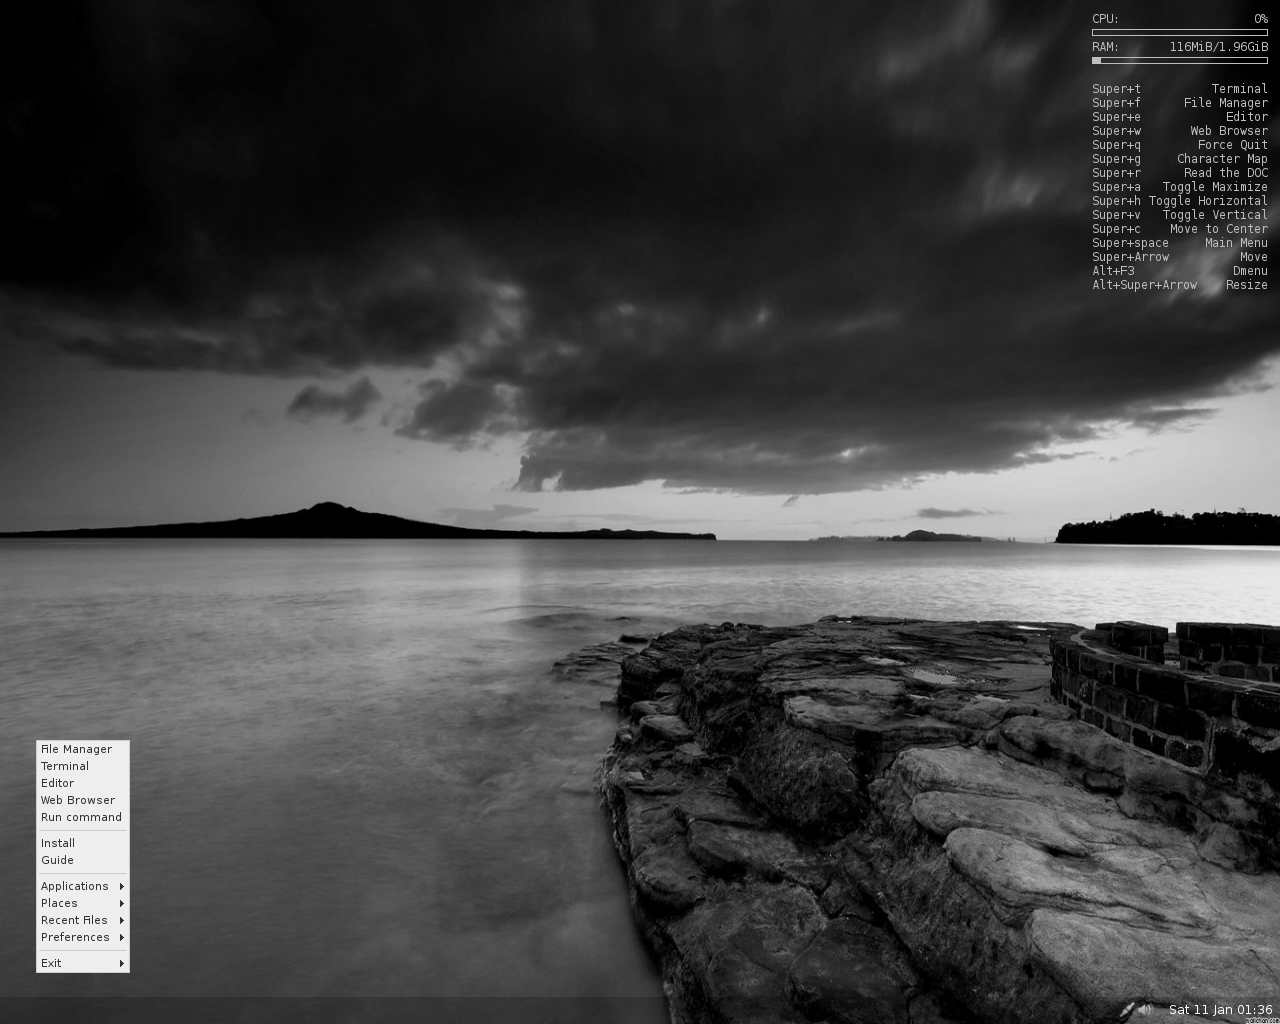 CPU: 0%
RAM: 116MiB/1.96GiB
Super+t Terminal
Super+f File Manager
Super+e Editor
Super+w Web Browser
Super+q Force Quit
Super+g Character Map
Super+r Read the DOC
Super+a Toggle Maximize
Super+h Toggle Horizontal
Super+v Toggle Vertical
Super+c Move to Center
Super+space Main Menu
Super+Arrow Move
Alt+F3 Dmenu
Alt+Super+Arrow Resize
File Manager
Terminal
Editor
Web Browser
Run command
Install
Guide
Applications
Places
Recent Files
Preferences
Exit
Sat 11 Jan 01:36